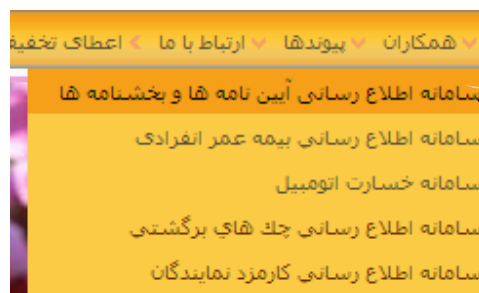 همکاران پیوندها ارتباط با ما اعطای
سامانه اطلاع رسانی آیین نامه ها و بخشنامه ها
سامانه اطلاع رسانی بیمه عمر انفرادی
سامانه خسارت اتومبیل
سامانه اطلاع رسانی چك هاي برگشتی
سامانه اطلاع رسانی کارمزد نمایندگان